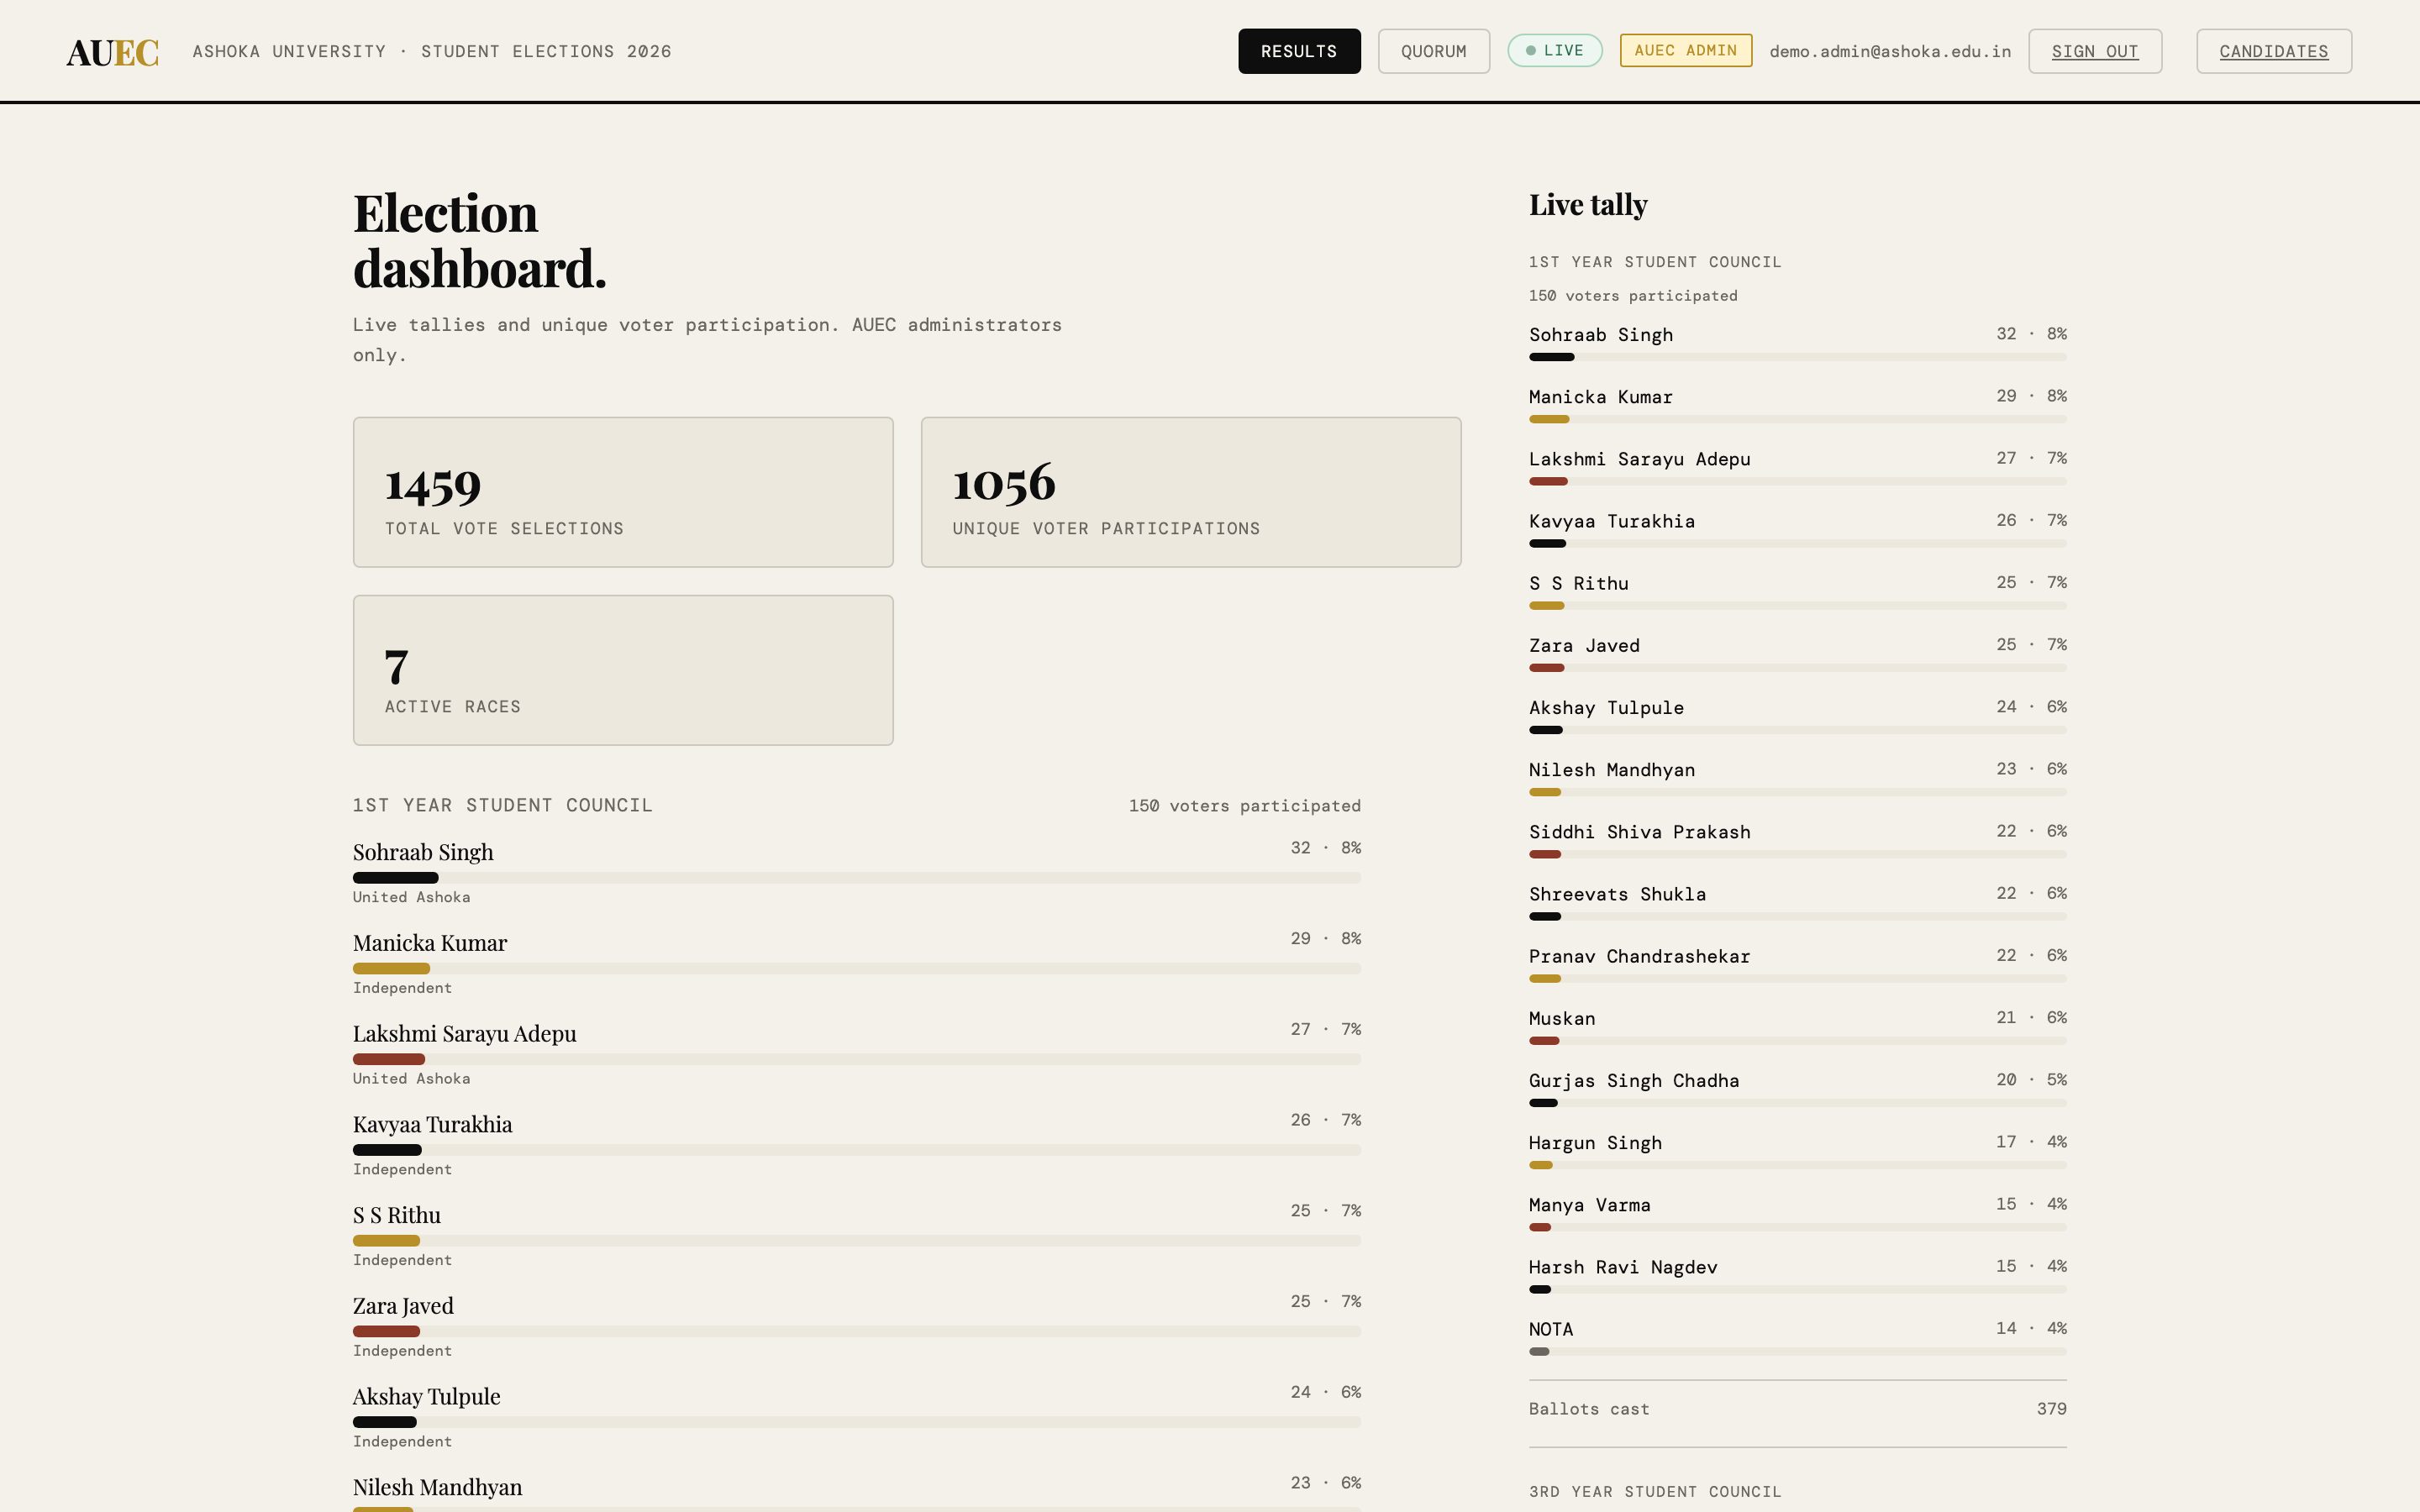 AUEC
ASHOKA UNIVERSITY · STUDENT ELECTIONS 2026
RESULTS
QUORUM
LIVE
AUEC ADMIN
demo.admin@ashoka.edu.in
SIGN OUT
CANDIDATES
Election
dashboard.
Live tallies and unique voter participation. AUEC administrators
only.
1459
TOTAL VOTE SELECTIONS
1056
UNIQUE VOTER PARTICIPATIONS
7
ACTIVE RACES
1ST YEAR STUDENT COUNCIL
150 voters participated
Sohraab Singh
32 · 8%
United Ashoka
Manicka Kumar
29 · 8%
Independent
Lakshmi Sarayu Adepu
27 · 7%
United Ashoka
Kavyaa Turakhia
26 · 7%
Independent
S S Rithu
25 · 7%
Independent
Zara Javed
25 · 7%
Independent
Akshay Tulpule
24 · 6%
Independent
Nilesh Mandhyan
23 · 6%
Live tally
1ST YEAR STUDENT COUNCIL
150 voters participated
Sohraab Singh
32 · 8%
Manicka Kumar
29 · 8%
Lakshmi Sarayu Adepu
27 · 7%
Kavyaa Turakhia
26 · 7%
S S Rithu
25 · 7%
Zara Javed
25 · 7%
Akshay Tulpule
24 · 6%
Nilesh Mandhyan
23 · 6%
Siddhi Shiva Prakash
22 · 6%
Shreevats Shukla
22 · 6%
Pranav Chandrashekar
22 · 6%
Muskan
21 · 6%
Gurjas Singh Chadha
20 · 5%
Hargun Singh
17 · 4%
Manya Varma
15 · 4%
Harsh Ravi Nagdev
15 · 4%
NOTA
14 · 4%
Ballots cast
379
3RD YEAR STUDENT COUNCIL